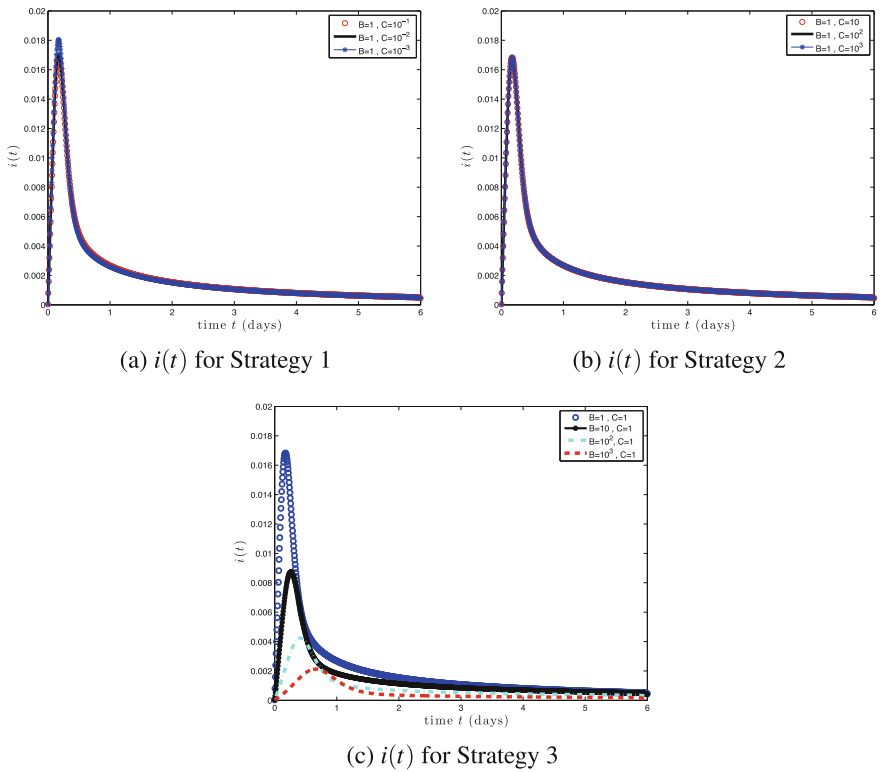 0.02
0.018
0.016
0.014
0.012
0.01
0.008
0.006
0.004
0.002
0
i(t)
B=1 , C=10⁻¹
B=1 , C=10⁻²
B=1 , C=10⁻³
0 1 2 3 4 5 6
time t (days)
(a) i(t) for Strategy 1
0.02
0.018
0.016
0.014
0.012
0.01
0.008
0.006
0.004
0.002
0
i(t)
B=1 , C=10
B=1 , C=10²
B=1 , C=10³
0 1 2 3 4 5 6
time t (days)
(b) i(t) for Strategy 2
0.02
0.018
0.016
0.014
0.012
0.01
0.008
0.006
0.004
0.002
0
i(t)
B=1 , C=1
B=10 , C=1
B=10², C=1
B=10³ , C=1
0 1 2 3 4 5 6
time t (days)
(c) i(t) for Strategy 3